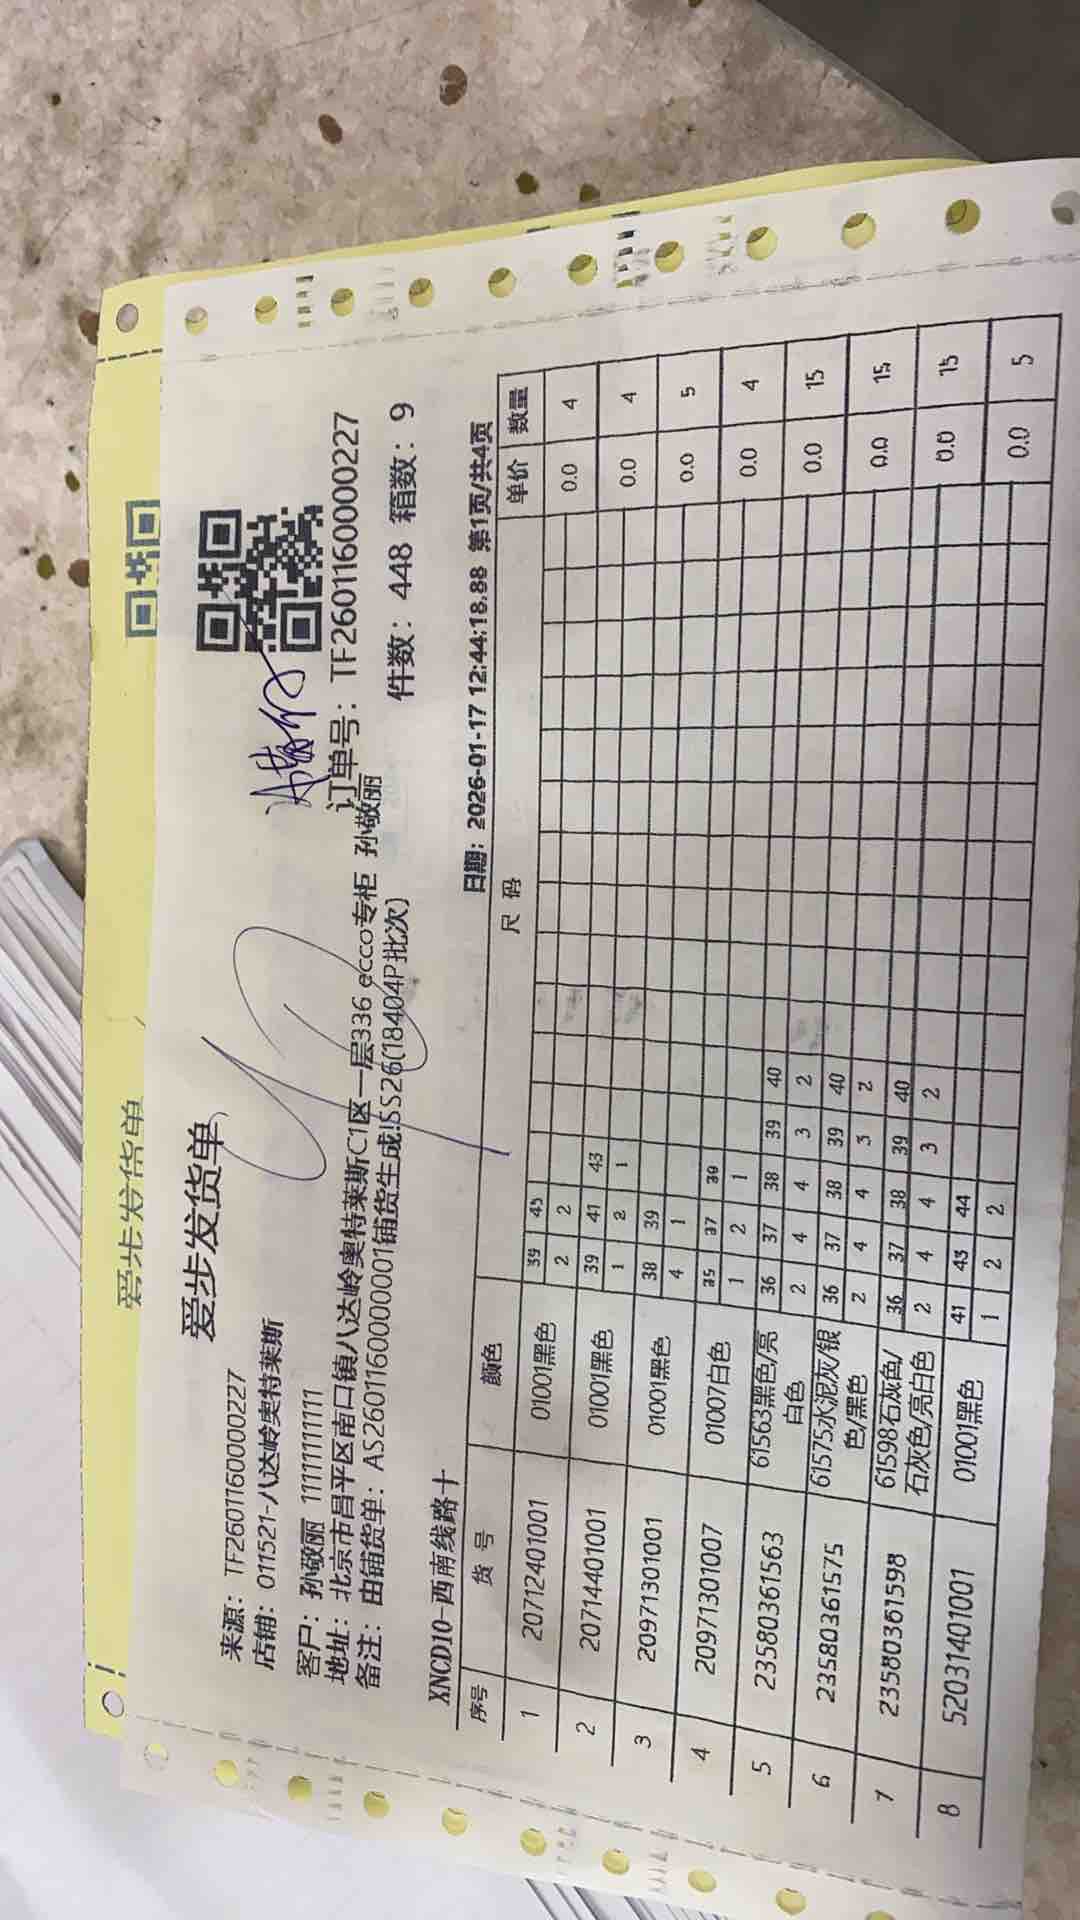 爱步发货单
爱步发货单
来源：TF26011600000227
店铺：011521-八达岭奥特莱斯
客户：孙敬丽 11111111111
订单号：TF26011600000227
地址：北京市昌平区南口镇八达岭奥特莱斯C1区一层336 ecco专柜 孙敬丽
备注：由铺货单：AS26011600000001铺货生成!SS26(18404P批次)
件数：448 箱数：9
XNCD10-西南线路十
日期：2026-01-17 12:44:18.88 第1页/共4页
序号 货号 颜色 尺码 单价 数量
1 20712401001 01001黑色 39 45 0.0 4
2 2
2 20714401001 01001黑色 39 41 43 0.0 4
1 2 1
3 20971301001 01001黑色 38 39 0.0 5
4 1
4 20971301007 01007白色 35 37 39 0.0 4
1 2 1
5 23580361563 61563黑色/亮白色 36 37 38 39 40 0.0 15
2 4 4 3 2
6 23580361575 61575水泥灰/银色/黑色 36 37 38 39 40 0.0 15
2 4 4 3 2
7 23580361598 61598石灰色/石灰色/亮白色 36 37 38 39 40 0.0 15
2 4 4 3 2
8 52031401001 01001黑色 41 43 44 0.0 5
1 2 2